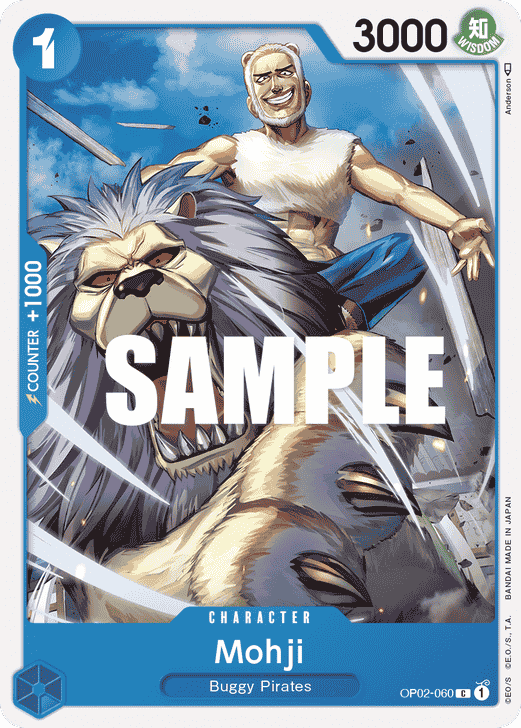 1
3000
知
WISDOM
Anderson
COUNTER +1000
SAMPLE
CHARACTER
Mohji
Buggy Pirates
OP02-060 C 1
©EO/S ©E.O./S., T.A. BANDAI MADE IN JAPAN